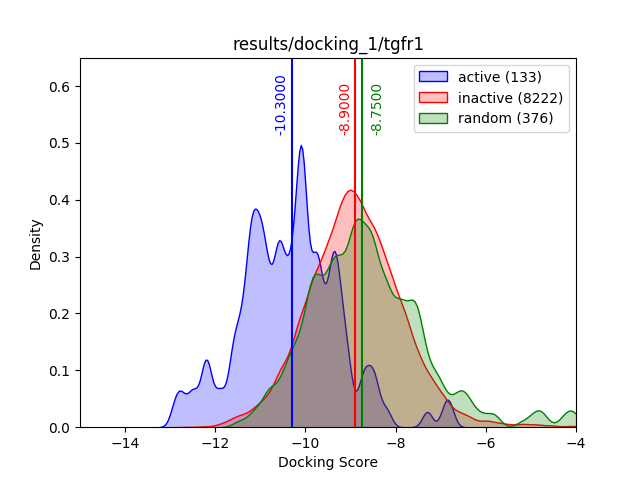 results/docking_1/tgfr1
active (133)
inactive (8222)
random (376)
-10.3000
-8.9000
-8.7500
Density
0.6
0.5
0.4
0.3
0.2
0.1
0.0
−14
−12
−10
−8
−6
−4
Docking Score